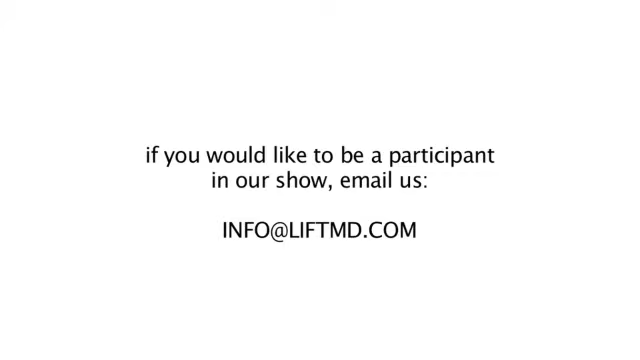 if you would like to be a participant
in our show, email us:
INFO@LIFTMD.COM